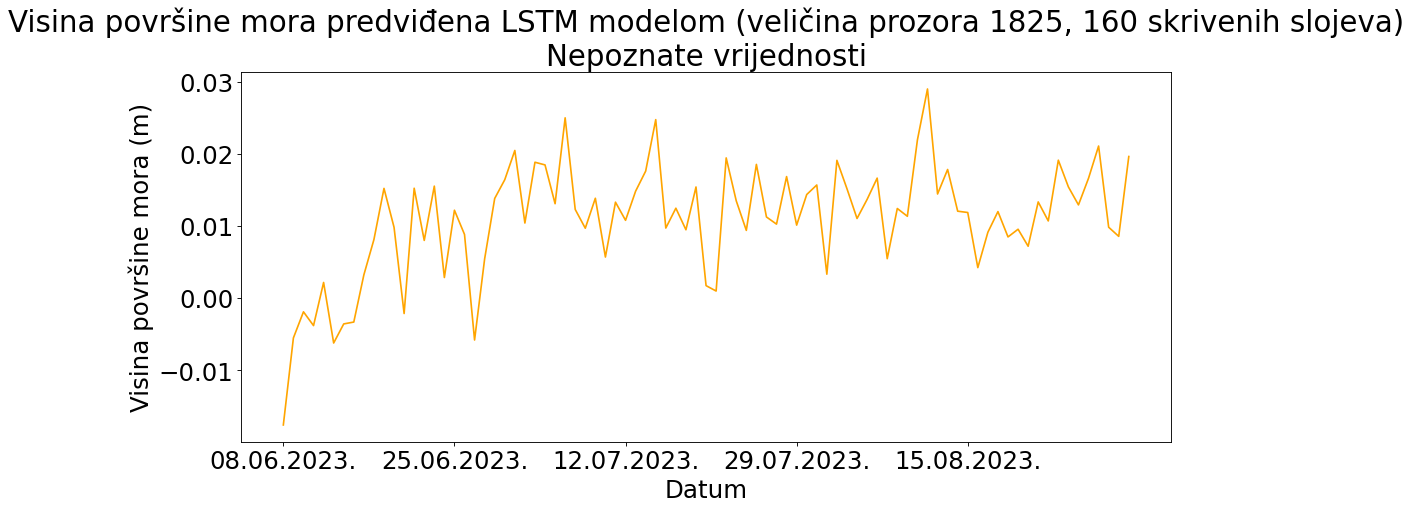 Visina površine mora predviđena LSTM modelom (veličina prozora 1825, 160 skrivenih slojeva)
Nepoznate vrijednosti
Visina površine mora (m)
0.03
0.02
0.01
0.00
−0.01
08.06.2023. 25.06.2023. 12.07.2023. 29.07.2023. 15.08.2023.
Datum